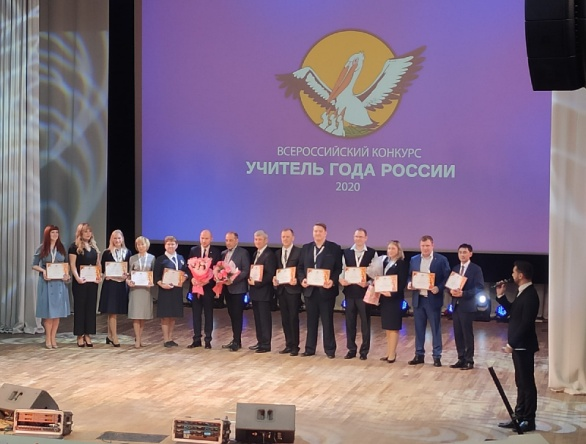 ВСЕРОССИЙСКИЙ КОНКУРС
УЧИТЕЛЬ ГОДА РОССИИ
2020